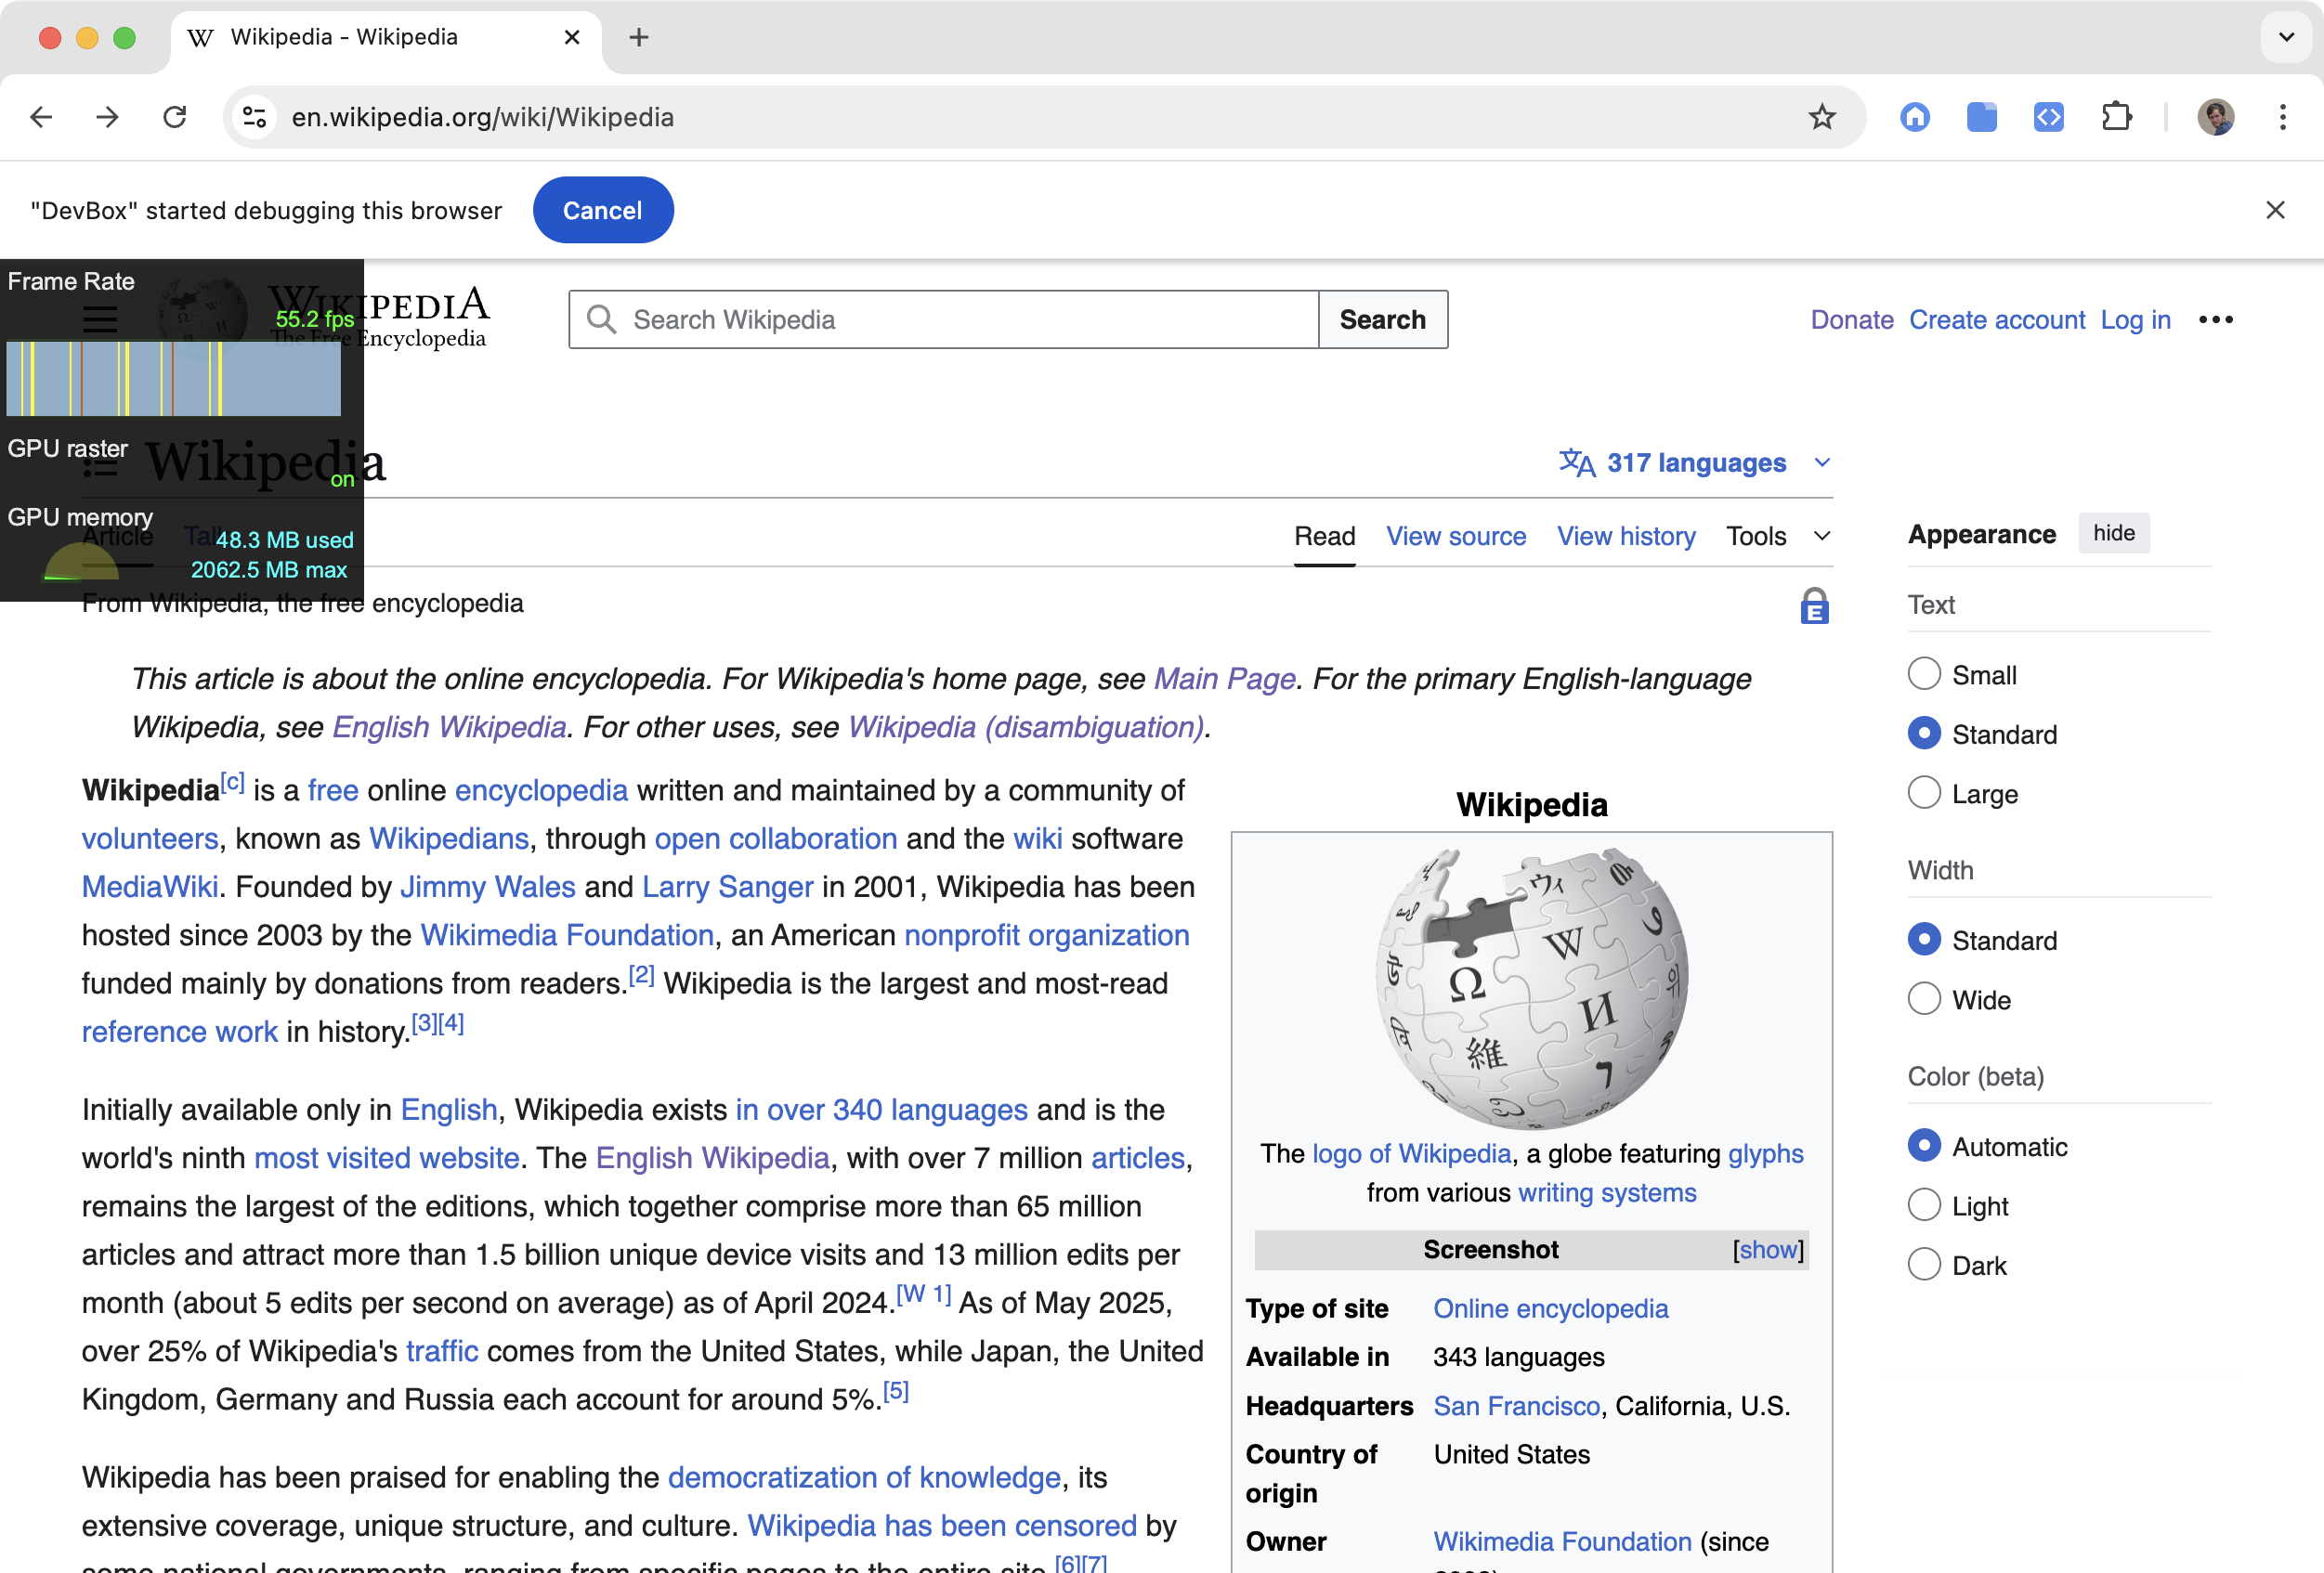 Wikipedia - Wikipedia
en.wikipedia.org/wiki/Wikipedia
"DevBox" started debugging this browser
Cancel
Frame Rate
55.2 fps
GPU raster
on
GPU memory
48.3 MB used
2062.5 MB max
WIKIPEDIA
The Free Encyclopedia
Search Wikipedia
Search
Donate
Create account
Log in
Wikipedia
317 languages
Article
Talk
Read
View source
View history
Tools
From Wikipedia, the free encyclopedia
This article is about the online encyclopedia. For Wikipedia's home page, see Main Page. For the primary English-language
Wikipedia, see English Wikipedia. For other uses, see Wikipedia (disambiguation).
Wikipedia[c] is a free online encyclopedia written and maintained by a community of
volunteers, known as Wikipedians, through open collaboration and the wiki software
MediaWiki. Founded by Jimmy Wales and Larry Sanger in 2001, Wikipedia has been
hosted since 2003 by the Wikimedia Foundation, an American nonprofit organization
funded mainly by donations from readers.[2] Wikipedia is the largest and most-read
reference work in history.[3][4]
Initially available only in English, Wikipedia exists in over 340 languages and is the
world's ninth most visited website. The English Wikipedia, with over 7 million articles,
remains the largest of the editions, which together comprise more than 65 million
articles and attract more than 1.5 billion unique device visits and 13 million edits per
month (about 5 edits per second on average) as of April 2024.[W 1] As of May 2025,
over 25% of Wikipedia's traffic comes from the United States, while Japan, the United
Kingdom, Germany and Russia each account for around 5%.[5]
Wikipedia has been praised for enabling the democratization of knowledge, its
extensive coverage, unique structure, and culture. Wikipedia has been censored by
some national governments, ranging from specific pages to the entire site.[6][7]
Wikipedia
Ω
W
И
維
ウィ
The logo of Wikipedia, a globe featuring glyphs
from various writing systems
Screenshot
[show]
Type of site
Online encyclopedia
Available in
343 languages
Headquarters
San Francisco, California, U.S.
Country of
origin
United States
Owner
Wikimedia Foundation (since
Appearance
hide
Text
Small
Standard
Large
Width
Standard
Wide
Color (beta)
Automatic
Light
Dark